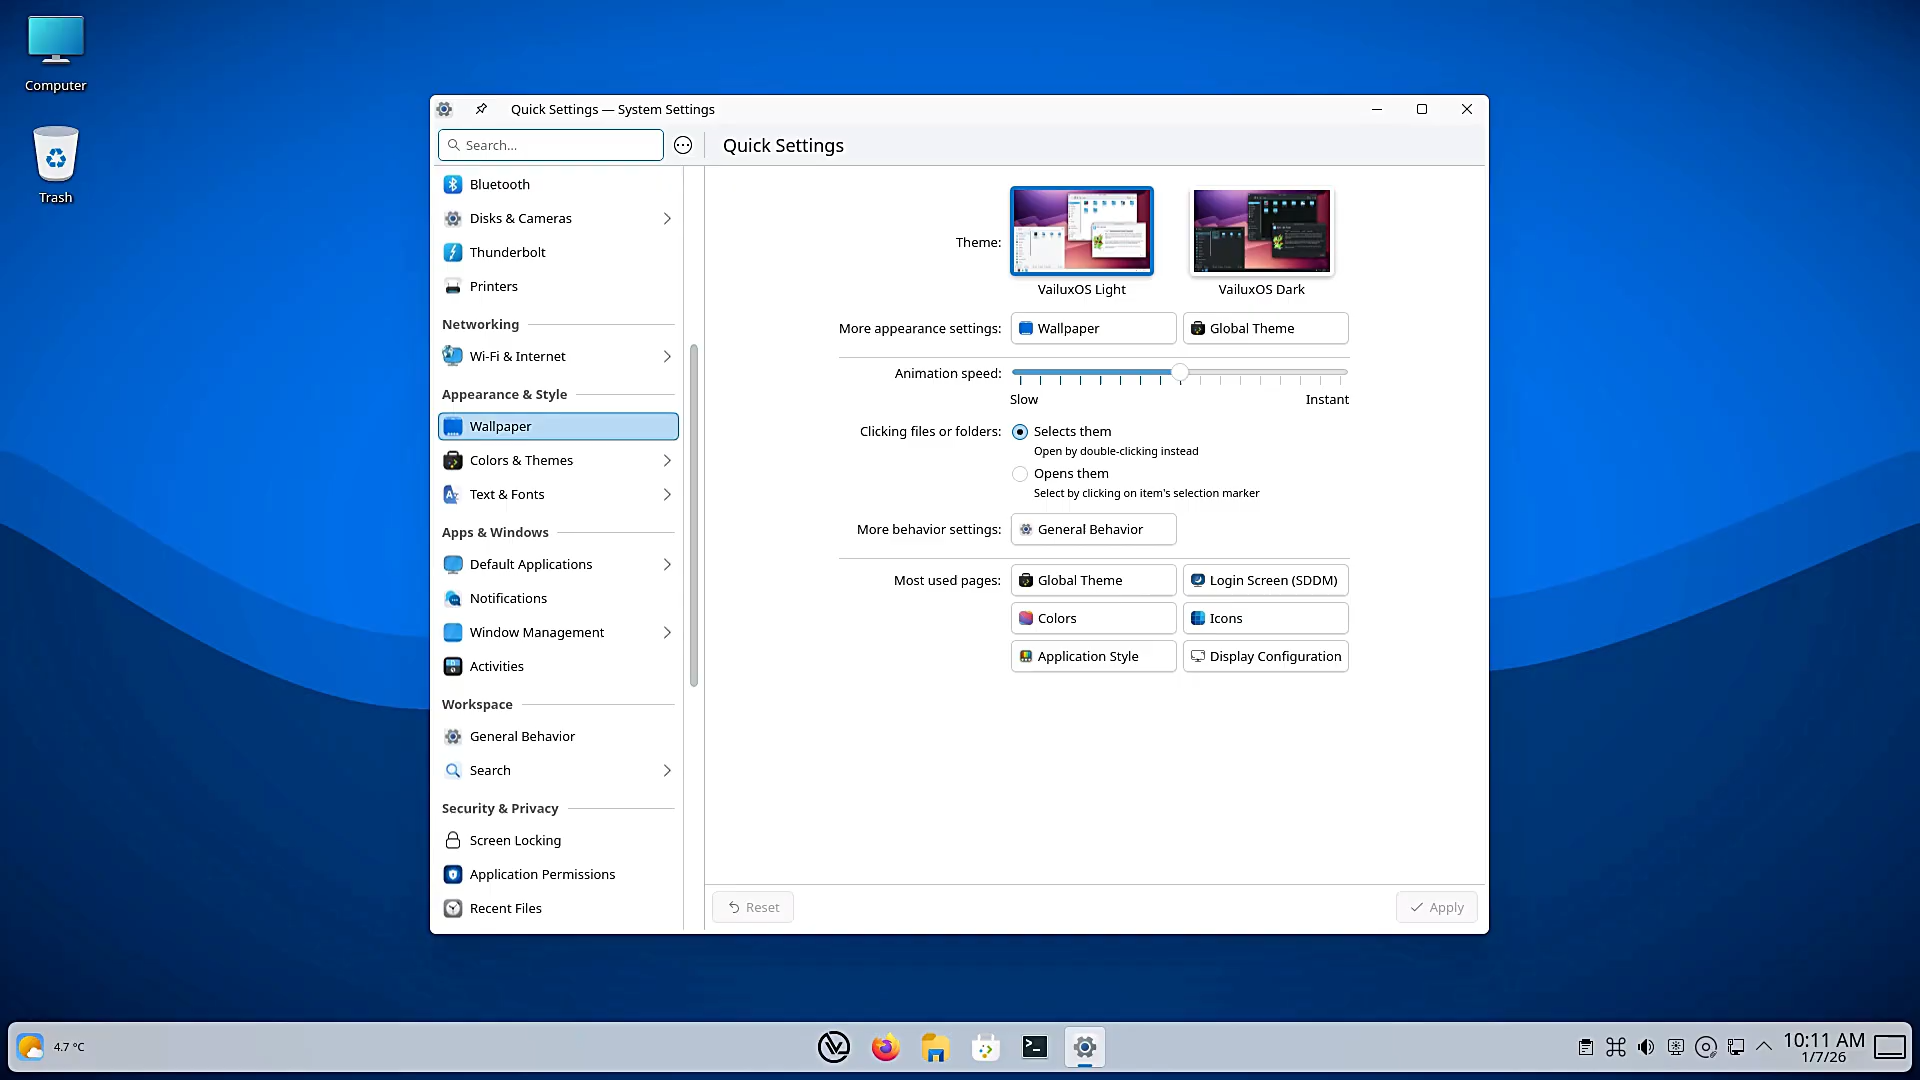 Computer
Trash
Quick Settings — System Settings
Search...
Quick Settings
Bluetooth
Disks & Cameras
Thunderbolt
Printers
Networking
Wi-Fi & Internet
Appearance & Style
Wallpaper
Colors & Themes
Text & Fonts
Apps & Windows
Default Applications
Notifications
Window Management
Activities
Workspace
General Behavior
Search
Security & Privacy
Screen Locking
Application Permissions
Recent Files
Theme:
VailuxOS Light
VailuxOS Dark
More appearance settings:
Wallpaper
Global Theme
Animation speed:
Slow
Instant
Clicking files or folders:
Selects them
Open by double-clicking instead
Opens them
Select by clicking on item's selection marker
More behavior settings:
General Behavior
Most used pages:
Global Theme
Login Screen (SDDM)
Colors
Icons
Application Style
Display Configuration
Reset
Apply
4.7 °C
10:11 AM
1/7/26